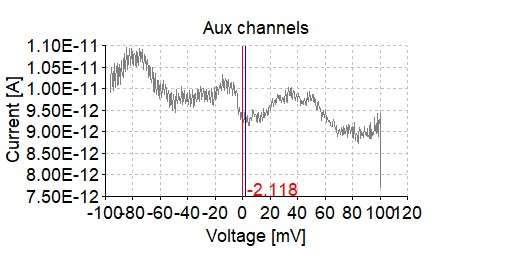 Aux channels
1.10E-11
1.05E-11
1.00E-11
9.50E-12
9.00E-12
8.50E-12
8.00E-12
7.50E-12
Current [A]
-2.118
-100 -80 -60 -40 -20 0 20 40 60 80 100 120
Voltage [mV]